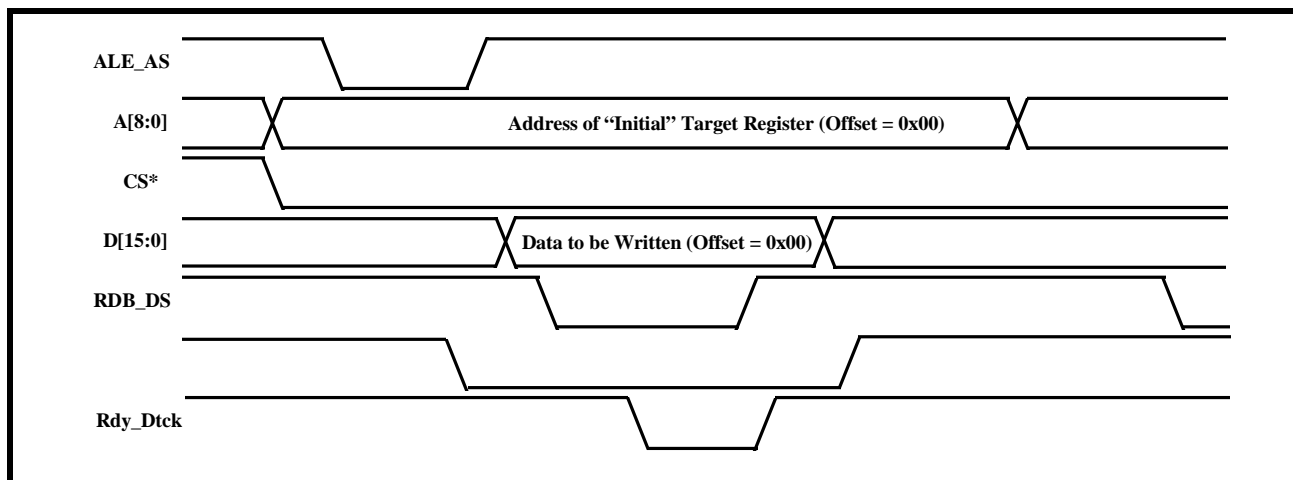 ALE_AS
A[8:0]
Address of “Initial” Target Register (Offset = 0x00)
CS*
D[15:0]
Data to be Written (Offset = 0x00)
RDB_DS
Rdy_Dtck